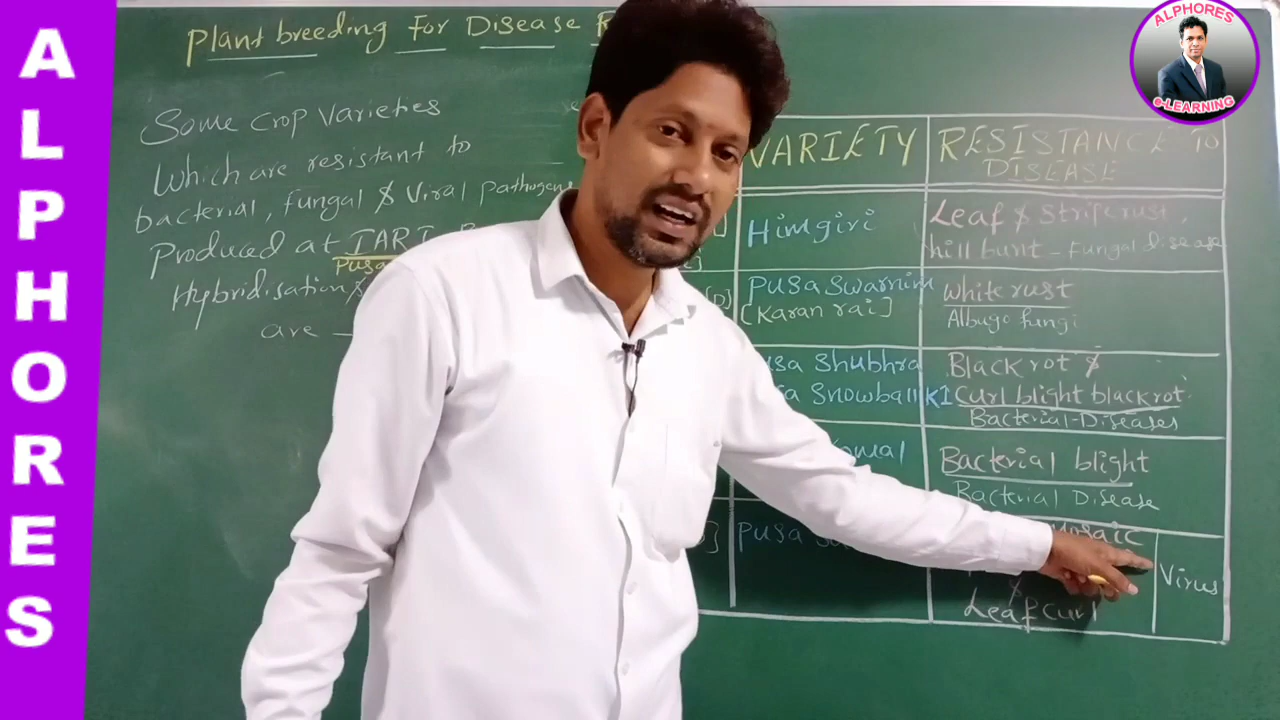 ALPHORES
ALPHORES
e-LEARNING
Plant breeding for Disease
Some crop varieties
Which are resistant to
bacterial, fungal & viral pathogens
Produced at IARI
Pusa
Hybridisation &
are —
VARIETY
RESISTANCE TO
DISEASE
Himgiri
Leaf & Stripe rust,
hill bunt – Fungal disease
[D]
Pusa Swarnim
[Karan rai]
White rust
Albugo fungi
usa Shubhra
Snowball K1
Black rot &
Curl blight black rot.
Bacterial-Diseases
omal
Bacterial blight
Bacterial Disease
Pusa
mosaic
&
Leaf curl
Virus